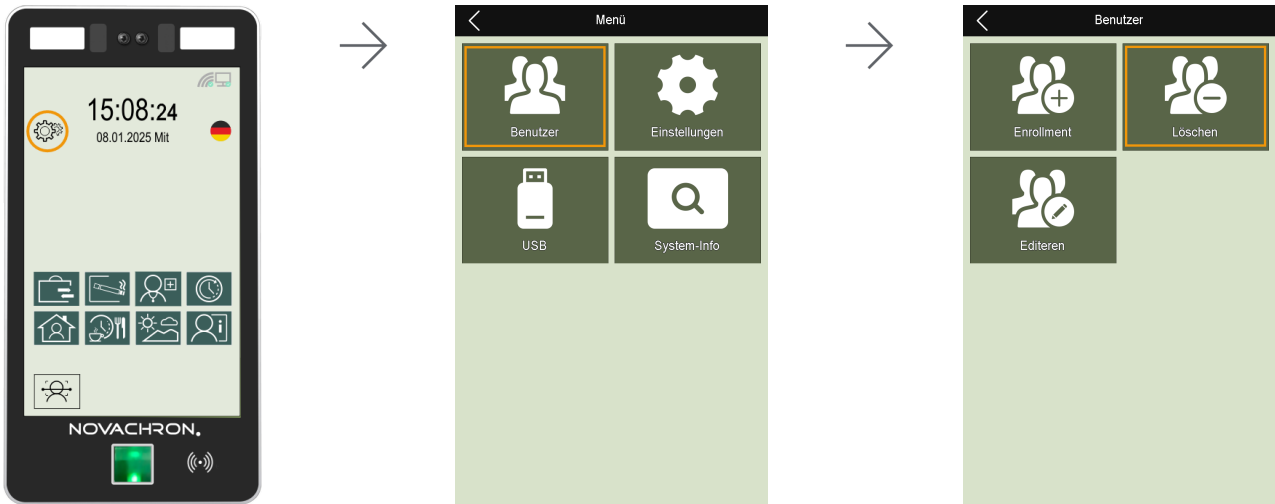 15:08:24
08.01.2025 Mit
NOVACHRON.
Menü
Benutzer
Einstellungen
USB
System-Info
Benutzer
Enrollment
Löschen
Editeren